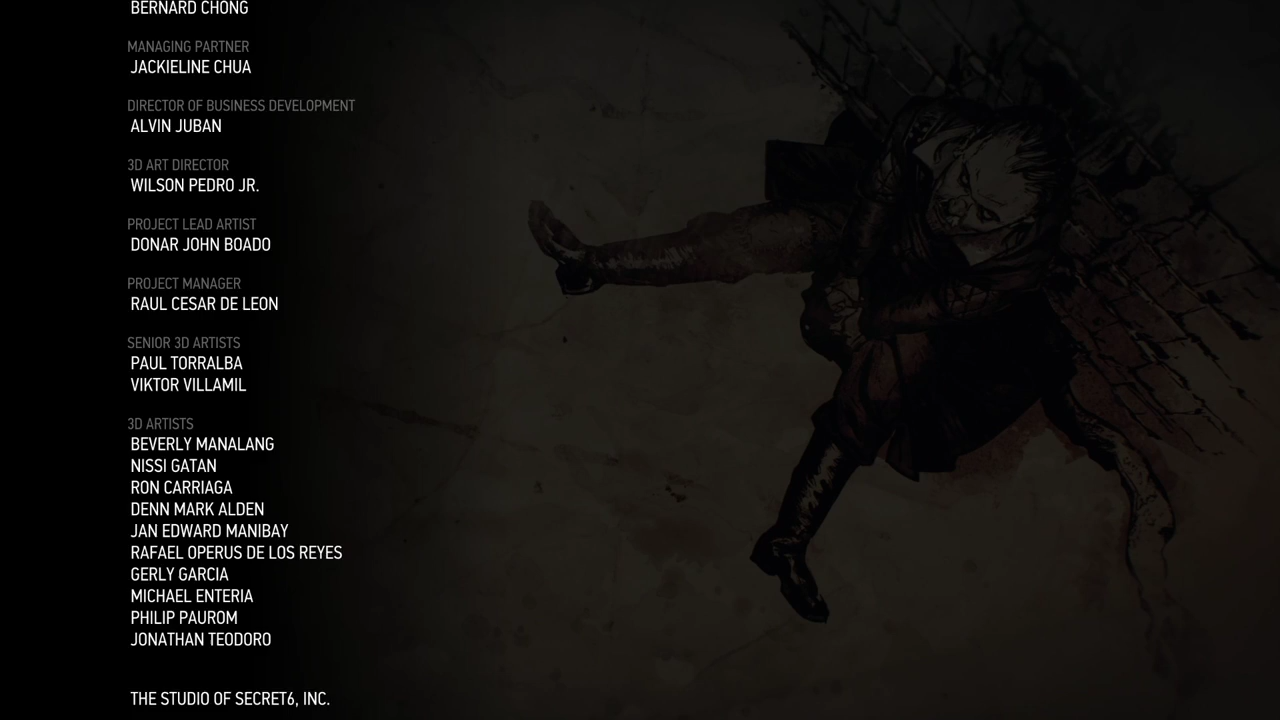 BERNARD CHONG
MANAGING PARTNER
JACKIELINE CHUA
DIRECTOR OF BUSINESS DEVELOPMENT
ALVIN JUBAN
3D ART DIRECTOR
WILSON PEDRO JR.
PROJECT LEAD ARTIST
DONAR JOHN BOADO
PROJECT MANAGER
RAUL CESAR DE LEON
SENIOR 3D ARTISTS
PAUL TORRALBA
VIKTOR VILLAMIL
3D ARTISTS
BEVERLY MANALANG
NISSI GATAN
RON CARRIAGA
DENN MARK ALDEN
JAN EDWARD MANIBAY
RAFAEL OPERUS DE LOS REYES
GERLY GARCIA
MICHAEL ENTERIA
PHILIP PAUROM
JONATHAN TEODORO
THE STUDIO OF SECRET6, INC.